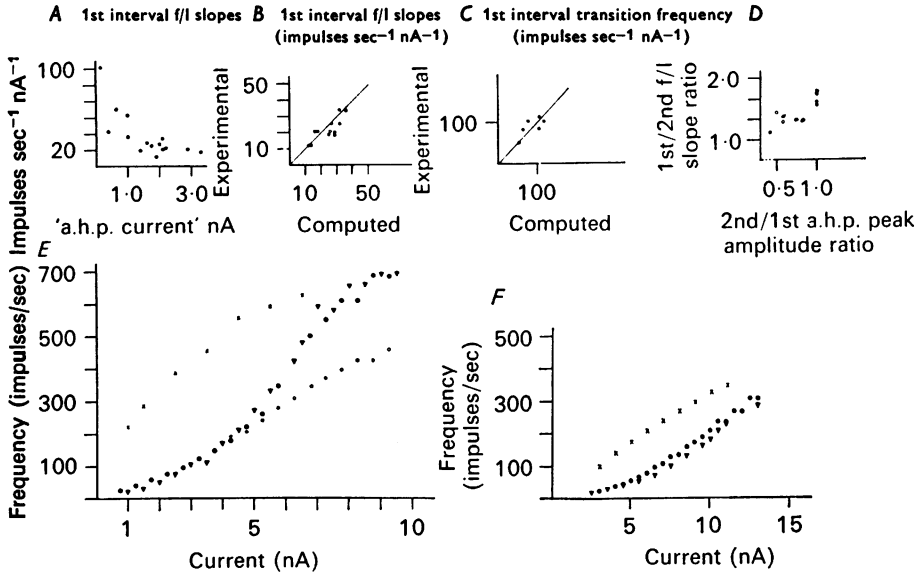 A 1st interval f/I slopes
B 1st interval f/I slopes
(impulses sec⁻¹ nA⁻¹)
C 1st interval transition frequency
(impulses sec⁻¹ nA⁻¹)
D
Impulses sec⁻¹ nA⁻¹
100
20
1·0 3·0
'a.h.p. current' nA
Experimental
50
10
10 50
Computed
Experimental
100
100
Computed
1st/2nd f/I
slope ratio
2·0
1·0
0·5 1·0
2nd/1st a.h.p. peak
amplitude ratio
E
Frequency (impulses/sec)
700
500
300
100
1 5 10
Current (nA)
F
Frequency
(impulses/sec)
500
300
100
5 10 15
Current (nA)